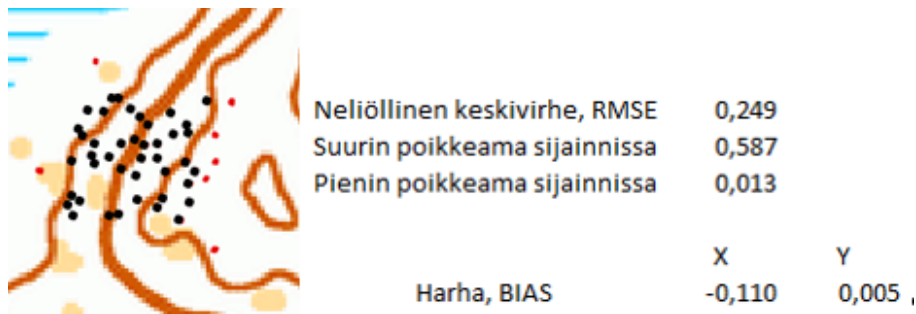 Neliöllinen keskivirhe, RMSE 0,249
Suurin poikkeama sijainnissa 0,587
Pienin poikkeama sijainnissa 0,013
X Y
Harha, BIAS -0,110 0,005